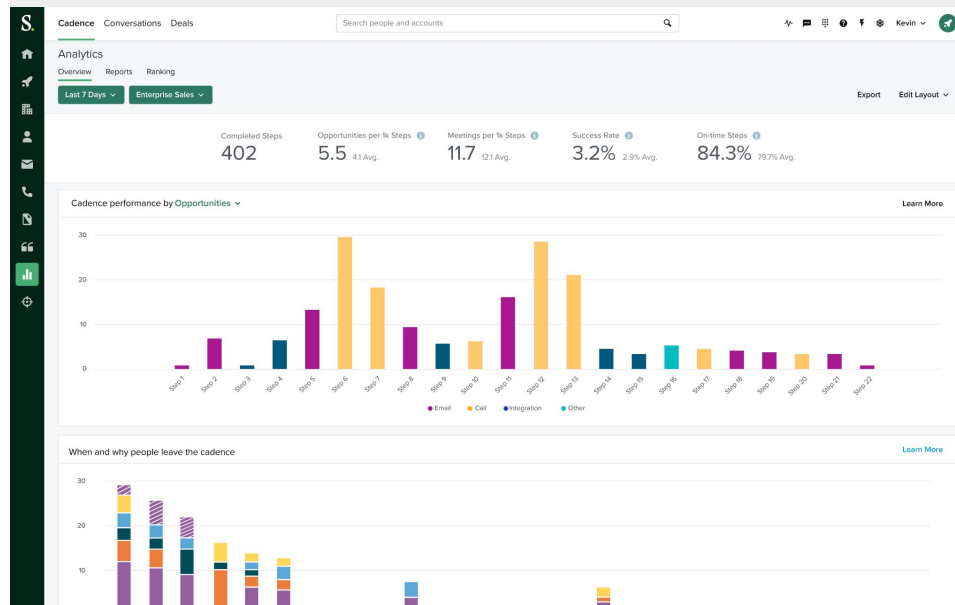 S.
Cadence Conversations Deals
Search people and accounts
Kevin
Analytics
Overview Reports Ranking
Last 7 Days Enterprise Sales
Export Edit Layout
Completed Steps
402
Opportunities per 1k Steps
5.5 4.1 Avg.
Meetings per 1k Steps
11.7 12.1 Avg.
Success Rate
3.2% 2.9% Avg.
On-time Steps
84.3% 79.7% Avg.
Cadence performance by Opportunities
Learn More
30
20
10
0
Step 1 Step 2 Step 3 Step 4 Step 5 Step 6 Step 7 Step 8 Step 9 Step 10 Step 11 Step 12 Step 13 Step 14 Step 15 Step 16 Step 17 Step 18 Step 19 Step 20 Step 21 Step 22
Email Call Integration Other
When and why people leave the cadence
Learn More
30
20
10